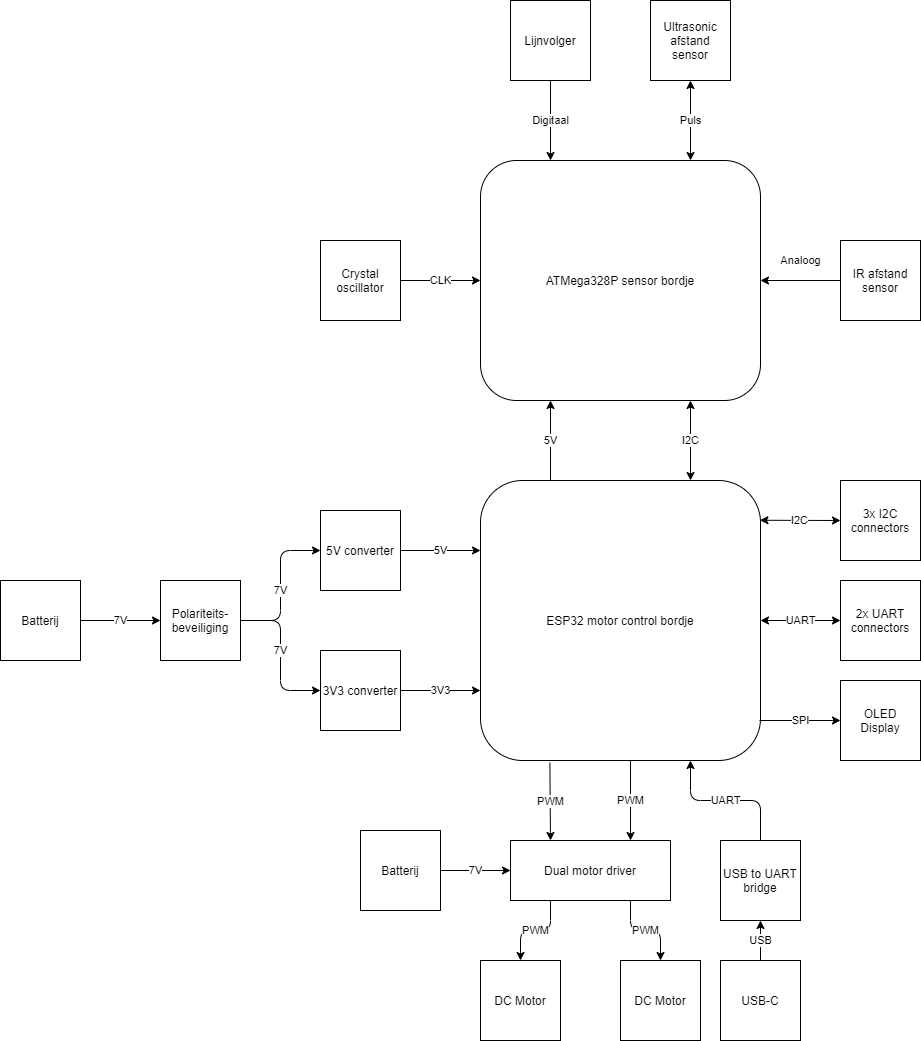 Lijnvolger
Ultrasonic
afstand
sensor
Digitaal
Puls
Crystal
oscillator
CLK
ATMega328P sensor bordje
Analoog
IR afstand
sensor
5V
I2C
3x I2C
connectors
I2C
5V converter
5V
7V
Batterij
7V
Polariteits-
beveiliging
ESP32 motor control bordje
UART
2x UART
connectors
7V
3V3 converter
3V3
SPI
OLED
Display
PWM
PWM
UART
Batterij
7V
Dual motor driver
USB to UART
bridge
PWM
PWM
USB
DC Motor
DC Motor
USB-C